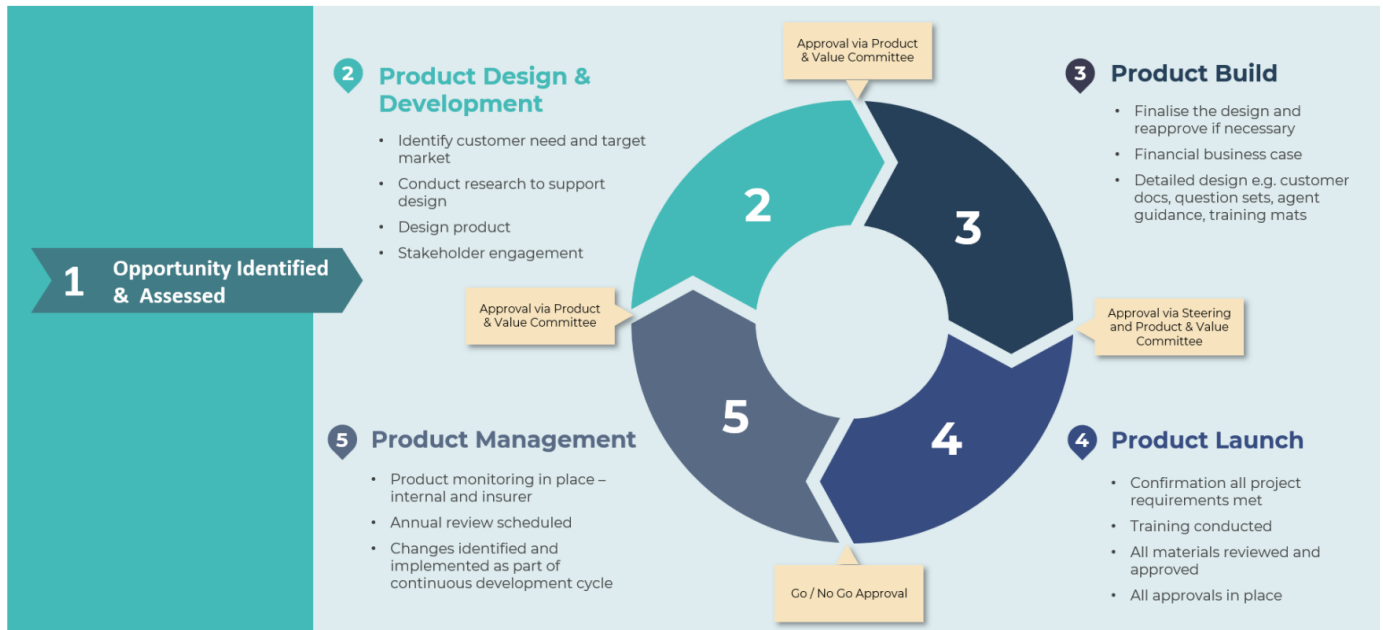 1
Opportunity Identified
& Assessed
2
Product Design &
Development
• Identify customer need and target
market
• Conduct research to support
design
• Design product
• Stakeholder engagement
Approval via Product
& Value Committee
3
Product Build
• Finalise the design and
reapprove if necessary
• Financial business case
• Detailed design e.g. customer
docs, question sets, agent
guidance, training mats
2
3
Approval via Product
& Value Committee
Approval via Steering
and Product & Value
Committee
5
4
5
Product Management
• Product monitoring in place –
internal and insurer
• Annual review scheduled
• Changes identified and
implemented as part of
continuous development cycle
Go / No Go Approval
4
Product Launch
• Confirmation all project
requirements met
• Training conducted
• All materials reviewed and
approved
• All approvals in place